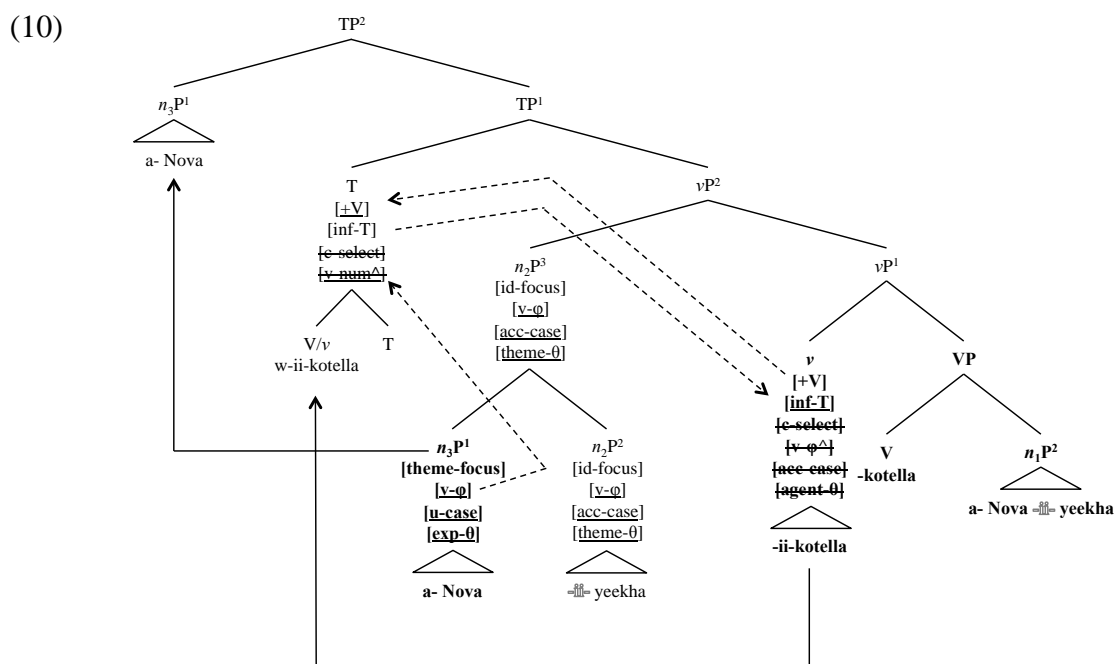 (10)
TP²
n₃P¹
a- Nova
TP¹
T
[+V]
[inf-T]
[c-select]
[v-num^]
V/v
w-ii-kotella
T
vP²
n₂P³
[id-focus]
[v-φ]
[acc-case]
[theme-θ]
n₃P¹
[theme-focus]
[v-φ]
[u-case]
[exp-θ]
a- Nova
n₂P²
[id-focus]
[v-φ]
[acc-case]
[theme-θ]
-ii- yeekha
vP¹
v
[+V]
[inf-T]
[c-select]
[v-φ^]
[acc-case]
[agent-θ]
-ii-kotella
VP
V
-kotella
n₁P²
a- Nova -ii- yeekha